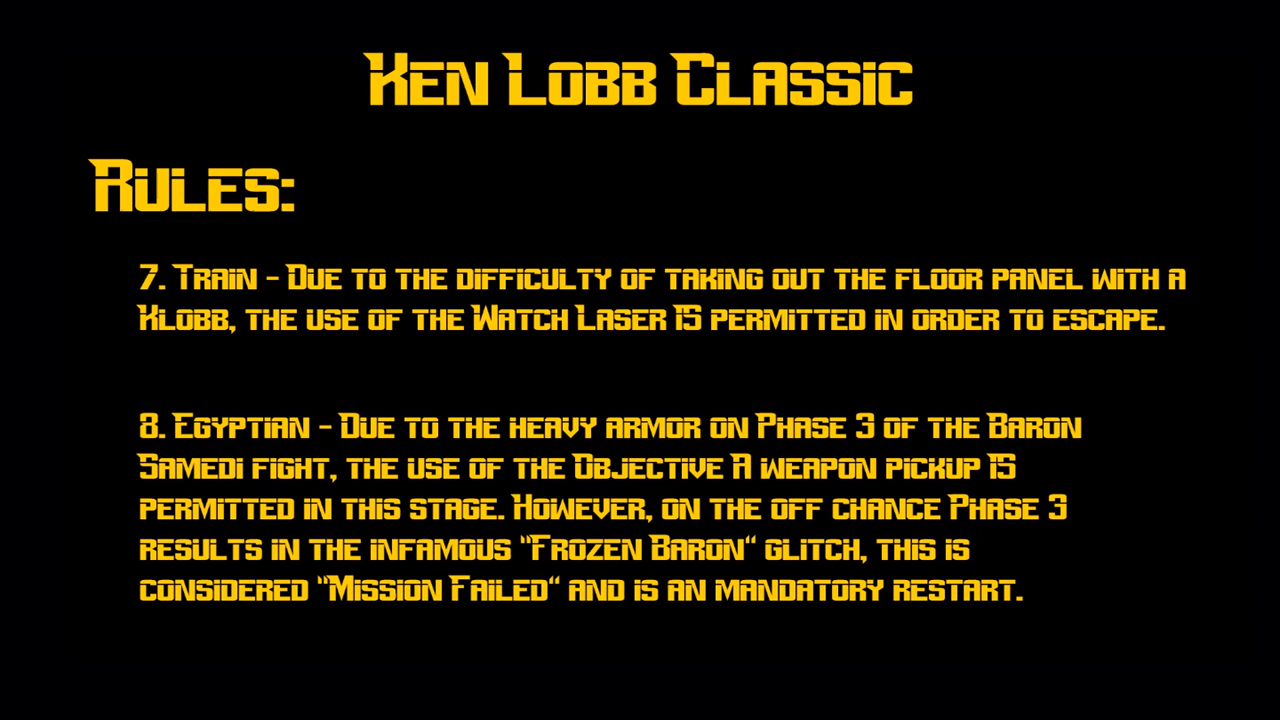 Ken Lobb Classic
Rules:
7. Train - Due to the difficulty of taking out the floor panel with a
Klobb, the use of the Watch Laser IS permitted in order to escape.
8. Egyptian - Due to the heavy armor on Phase 3 of the Baron
Samedi fight, the use of the Objective A weapon pickup IS
permitted in this stage. However, on the off chance Phase 3
results in the infamous "Frozen Baron" glitch, this is
considered "Mission Failed" and is an mandatory restart.